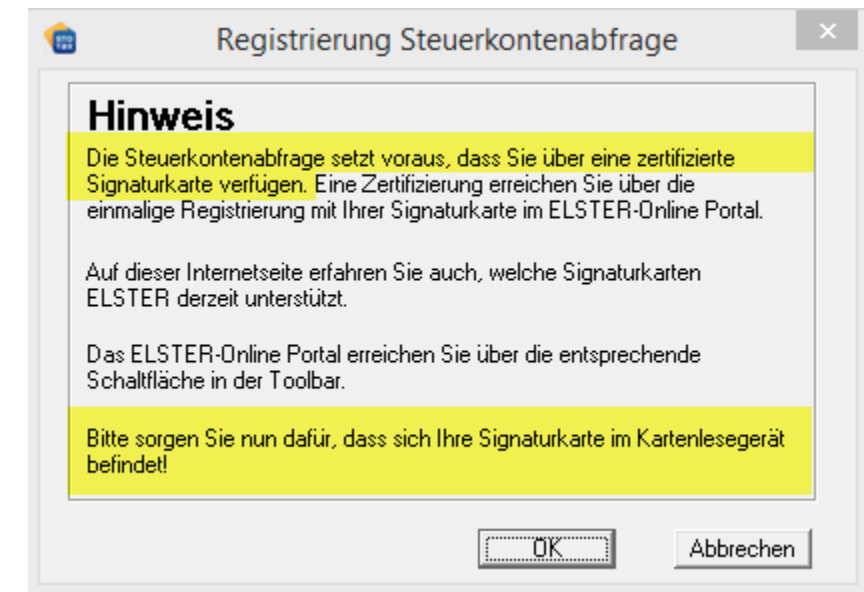 Registrierung Steuerkontenabfrage
Hinweis
Die Steuerkontenabfrage setzt voraus, dass Sie über eine zertifizierte
Signaturkarte verfügen. Eine Zertifizierung erreichen Sie über die
einmalige Registrierung mit Ihrer Signaturkarte im ELSTER-Online Portal.
Auf dieser Internetseite erfahren Sie auch, welche Signaturkarten
ELSTER derzeit unterstützt.
Das ELSTER-Online Portal erreichen Sie über die entsprechende
Schaltfläche in der Toolbar.
Bitte sorgen Sie nun dafür, dass sich Ihre Signaturkarte im Kartenlesegerät
befindet!
OK Abbrechen